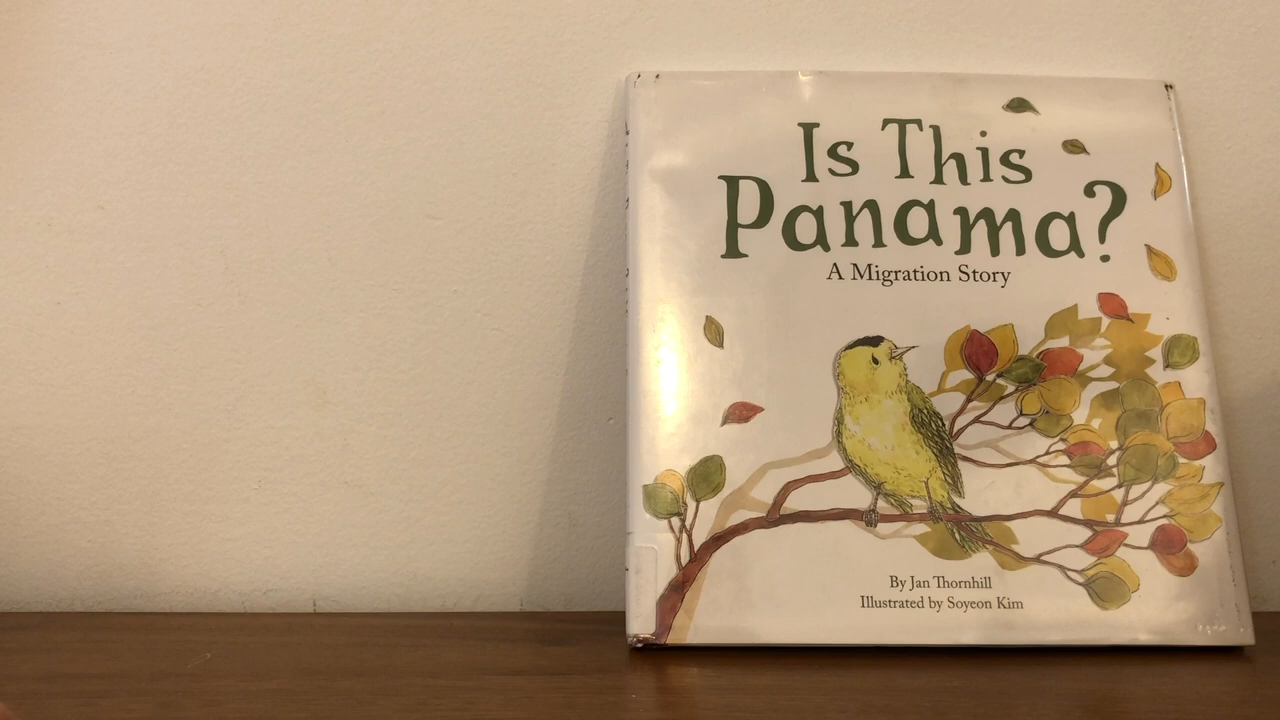 Is This
Panama?
A Migration Story
By Jan Thornhill
Illustrated by Soyeon Kim